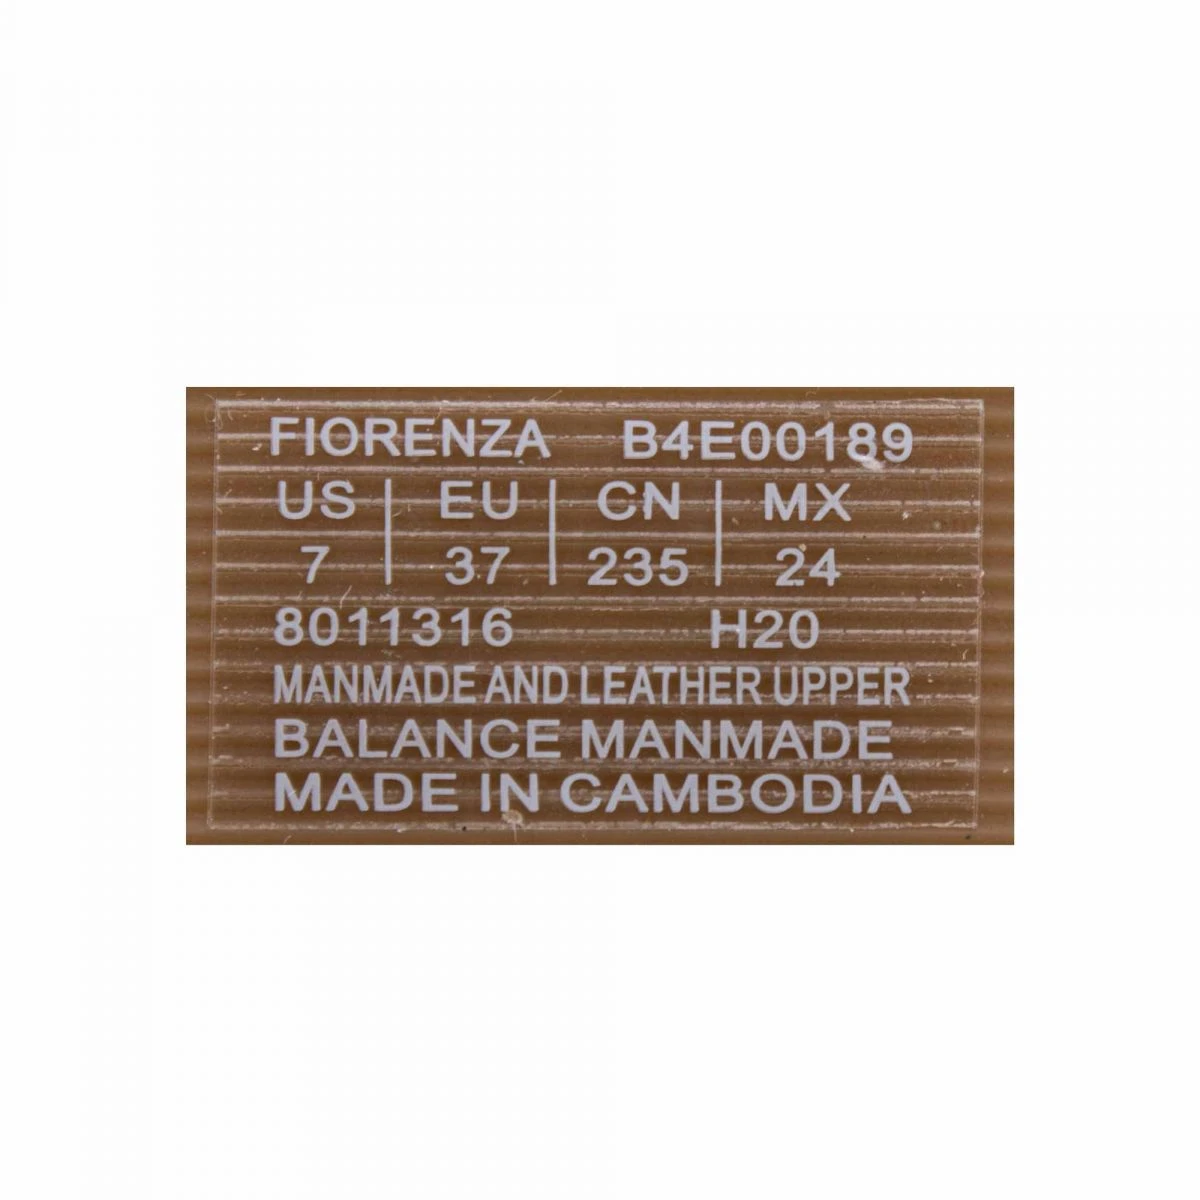 FIORENZA B4E00189
US | EU | CN | MX
7 | 37 | 235 | 24
8011316 H20
MANMADE AND LEATHER UPPER
BALANCE MANMADE
MADE IN CAMBODIA